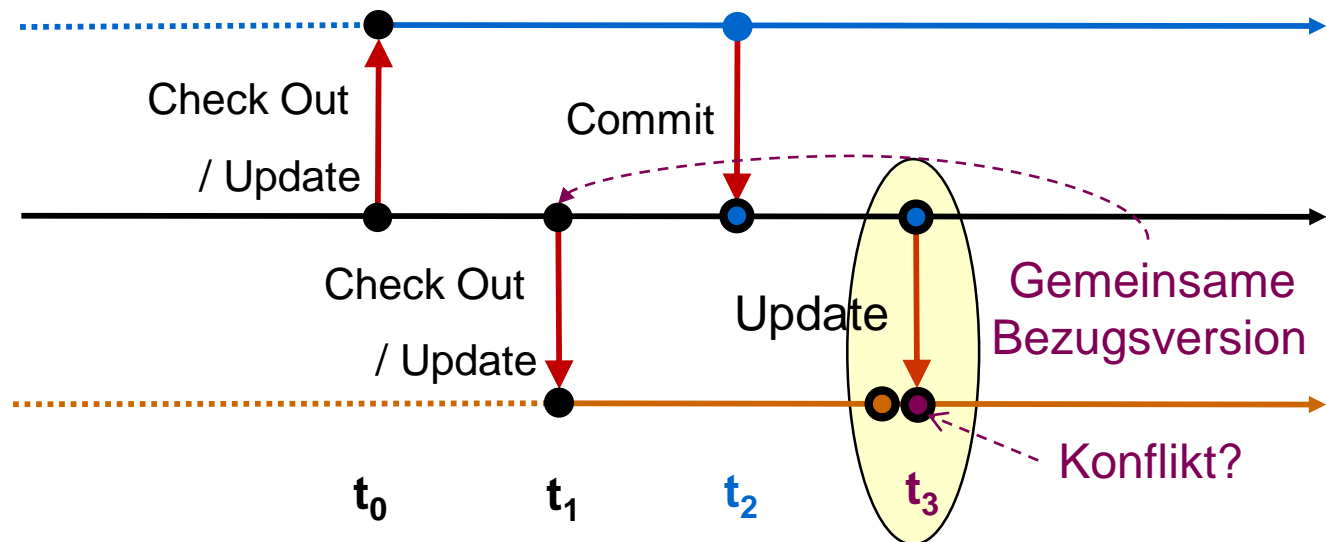 Check Out
/ Update
Commit
Check Out
/ Update
Update
Gemeinsame
Bezugsversion
Konflikt?
t0
t1
t2
t3